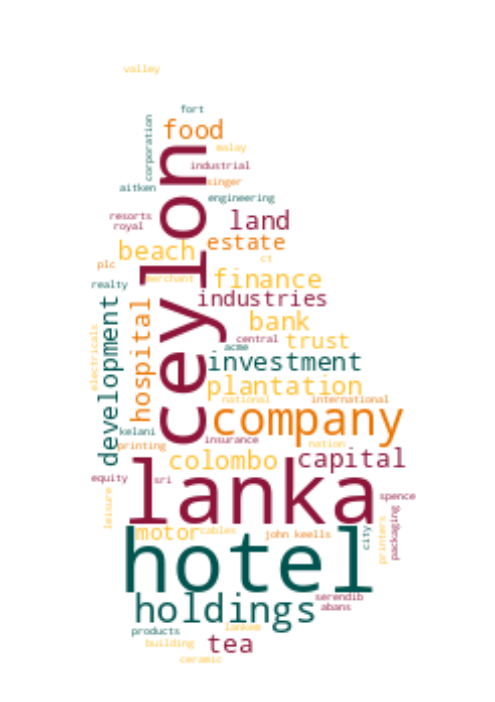 valley
fort
corporation
food
malay
industrial
singer
aitken
engineering
ceylon
resorts
royal
land
beach
estate
plc
ct
merchant
finance
realty
industries
development
hospital
bank
electricals
central
trust
acme
investment
plantation
national
international
company
kelani
printing
insurance
nation
colombo
capital
equity
sri
lanka
spence
leisure
motor
cables
john keells
city
printers
packaging
hotel
serendib
holdings
abans
products
lankem
building
tea
ceramic